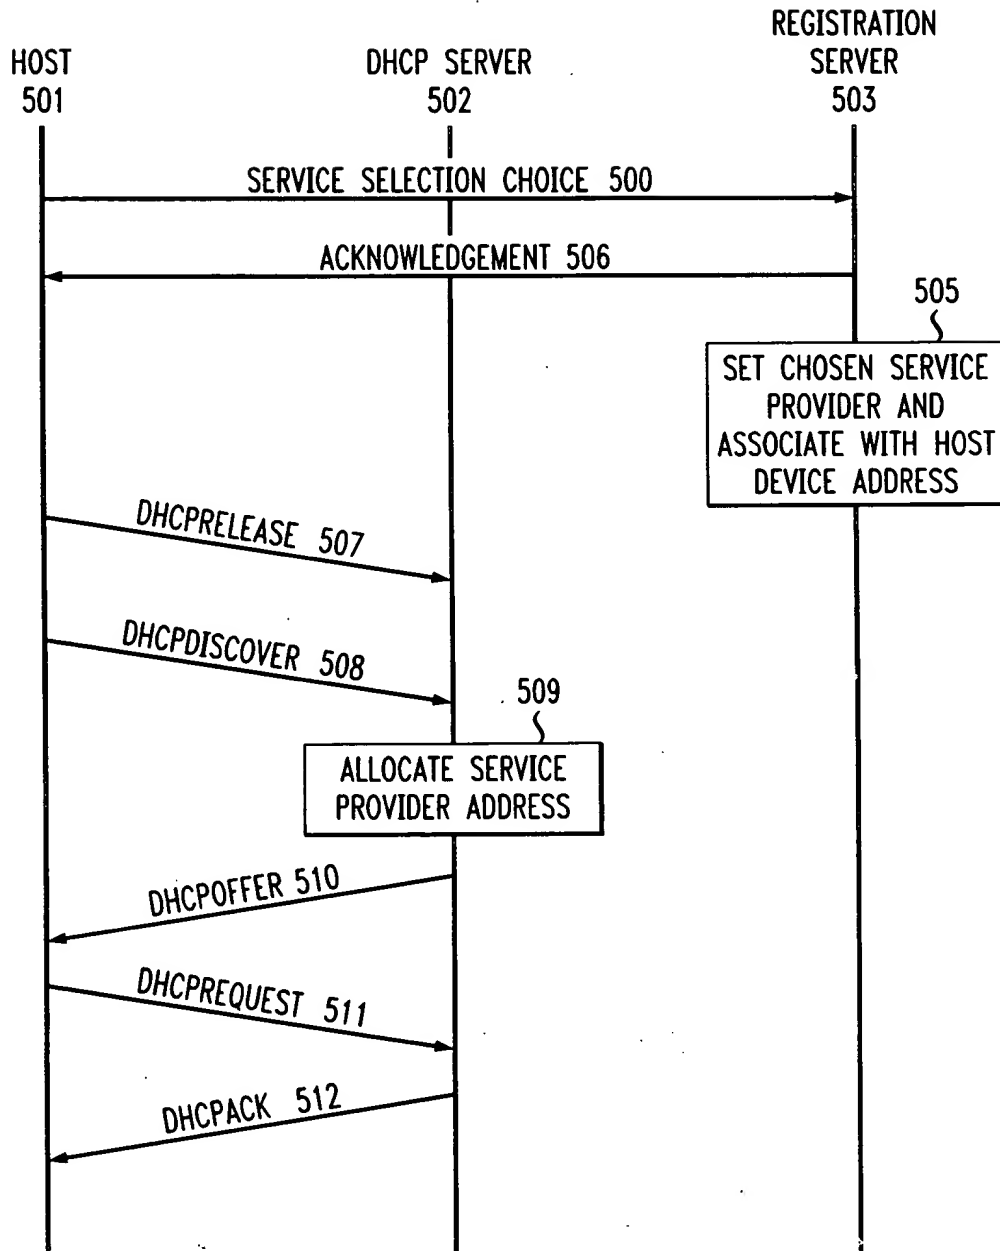 HOST
501
DHCP SERVER
502
REGISTRATION
SERVER
503
SERVICE SELECTION CHOICE 500
ACKNOWLEDGEMENT 506
505
SET CHOSEN SERVICE
PROVIDER AND
ASSOCIATE WITH HOST
DEVICE ADDRESS
DHCPRELEASE 507
DHCPDISCOVER 508
509
ALLOCATE SERVICE
PROVIDER ADDRESS
DHCPOFFER 510
DHCPREQUEST 511
DHCPACK 512